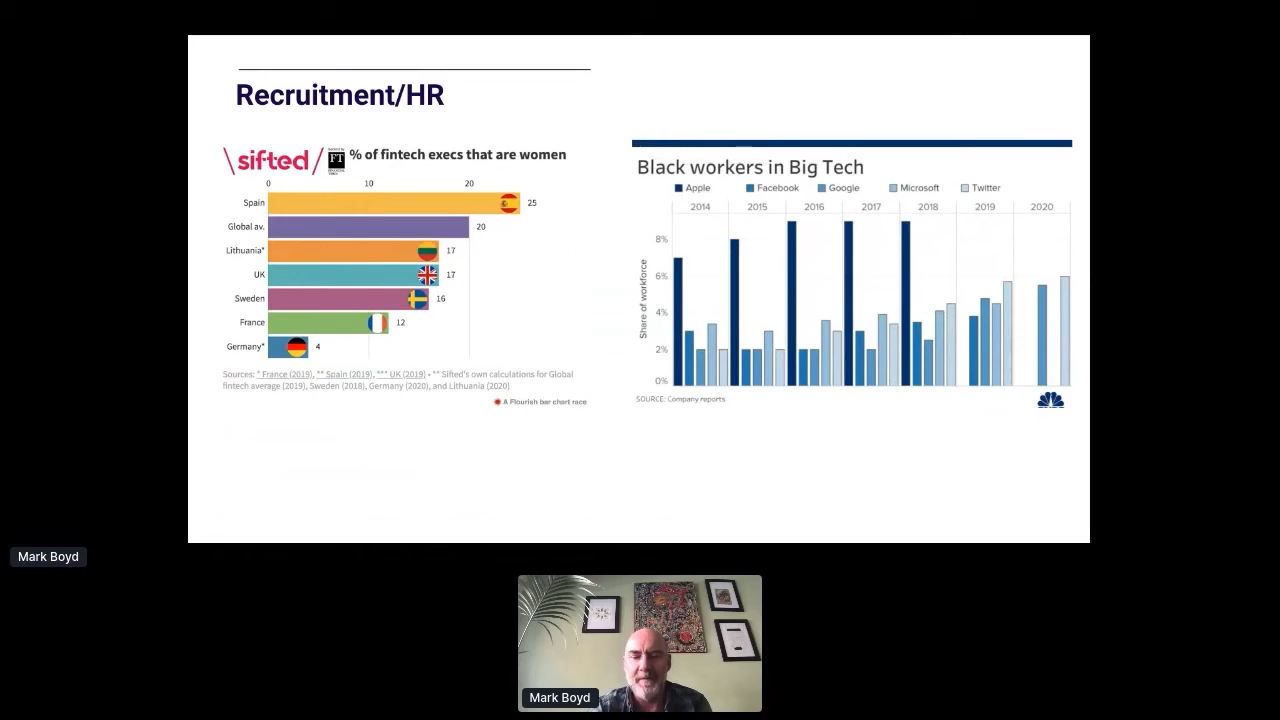 Recruitment/HR
\sifted/
BACKED BY
FT
FINANCIAL
TIMES
% of fintech execs that are women
0 10 20
Spain 25
Global av. 20
Lithuania* 17
UK 17
Sweden 16
France 12
Germany* 4
Sources: * France (2019), ** Spain (2019), *** UK (2019) • ** Sifted's own calculations for Global
fintech average (2019), Sweden (2018), Germany (2020), and Lithuania (2020)
A Flourish bar chart race
Black workers in Big Tech
Apple Facebook Google Microsoft Twitter
2014 2015 2016 2017 2018 2019 2020
8%
6%
4%
2%
0%
Share of workforce
SOURCE: Company reports
Mark Boyd
Mark Boyd